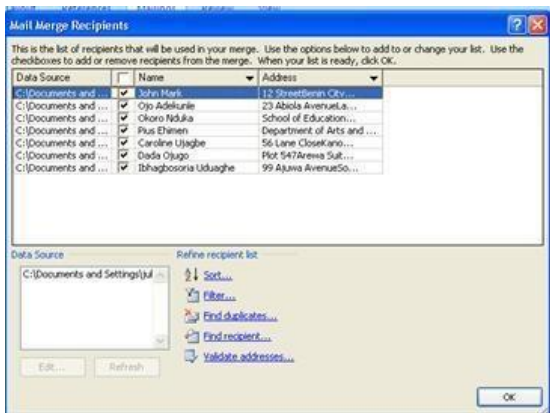 References Mailings Review View
Mail Merge Recipients
This is the list of recipients that will be used in your merge. Use the options below to add to or change your list. Use the
checkboxes to add or remove recipients from the merge. When your list is ready, click OK.
Data Source Name Address
C:\Documents and ... John Mark 12 StreetBenin City...
C:\Documents and ... Ojo Adekunle 23 Abiola AvenueLa...
C:\Documents and ... Okoro Nduka School of Education...
C:\Documents and ... Pius Ehimen Department of Arts and ...
C:\Documents and ... Caroline Ujagbe 56 Lane CloseKano...
C:\Documents and ... Dada Ojugo Plot 547Arewa Suit...
C:\Documents and ... Ibhagbosoria Uduaghe 99 Ajuwa AvenueSo...
Data Source Refine recipient list
C:\Documents and Settings\jul
Sort...
Filter...
Find duplicates...
Find recipient...
Validate addresses...
Edit... Refresh
OK